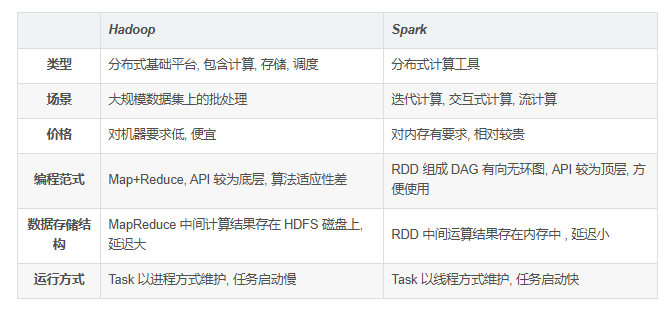 Hadoop Spark
类型 分布式基础平台, 包含计算, 存储, 调度 分布式计算工具
场景 大规模数据集上的批处理 迭代计算, 交互式计算, 流计算
价格 对机器要求低, 便宜 对内存有要求, 相对较贵
编程范式 Map+Reduce, API 较为底层, 算法适应性差 RDD 组成 DAG 有向无环图, API 较为顶层, 方
便使用
数据存储结
构 MapReduce 中间计算结果存在 HDFS 磁盘上,
延迟大 RDD 中间运算结果存在内存中 , 延迟小
运行方式 Task 以进程方式维护, 任务启动慢 Task 以线程方式维护, 任务启动快